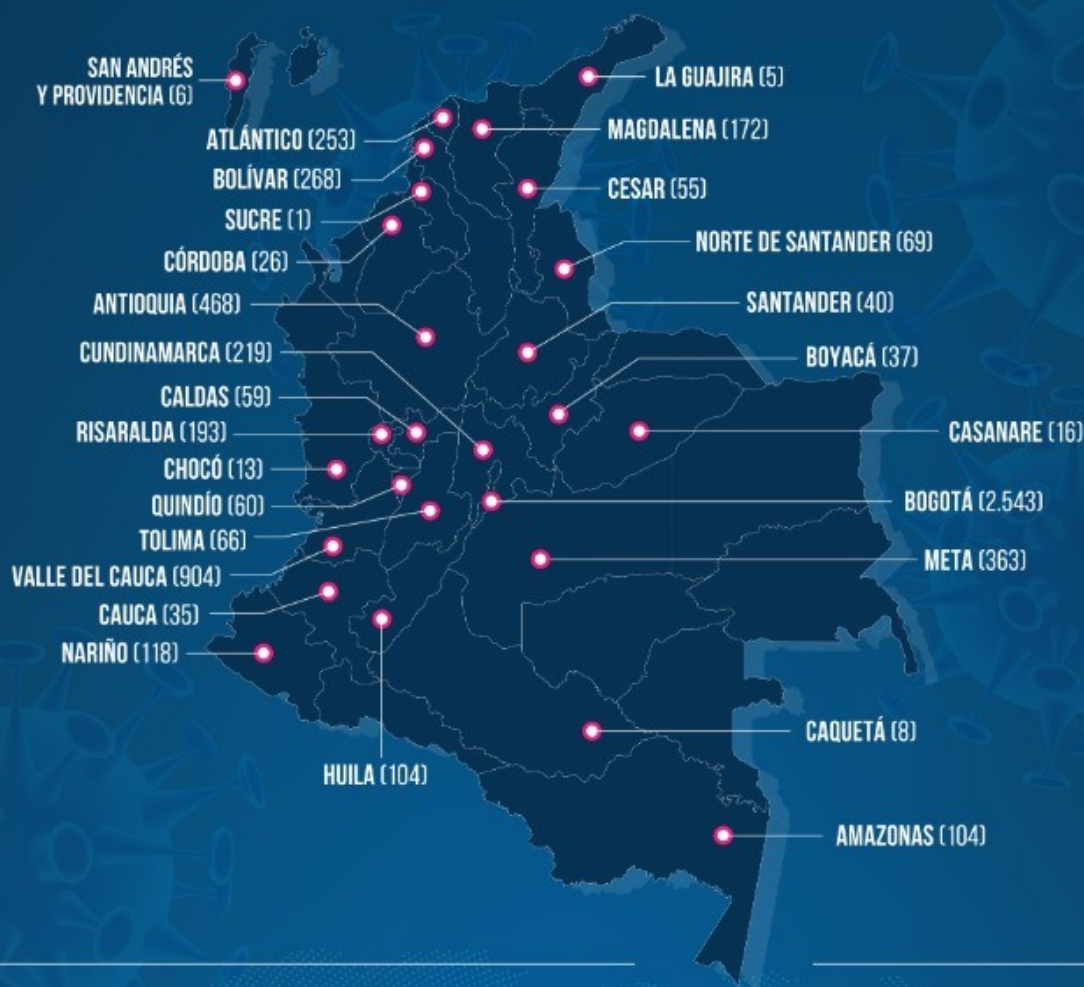 SAN ANDRÉS
Y PROVIDENCIA (6)
ATLÁNTICO (253)
BOLÍVAR (268)
SUCRE (1)
CÓRDOBA (26)
ANTIOQUIA (468)
CUNDINAMARCA (219)
CALDAS (59)
RISARALDA (193)
CHOCÓ (13)
QUINDÍO (60)
TOLIMA (66)
VALLE DEL CAUCA (904)
CAUCA (35)
NARIÑO (118)
HUILA (104)
LA GUAJIRA (5)
MAGDALENA (172)
CESAR (55)
NORTE DE SANTANDER (69)
SANTANDER (40)
BOYACÁ (37)
CASANARE (16)
BOGOTÁ (2.543)
META (363)
CAQUETÁ (8)
AMAZONAS (104)